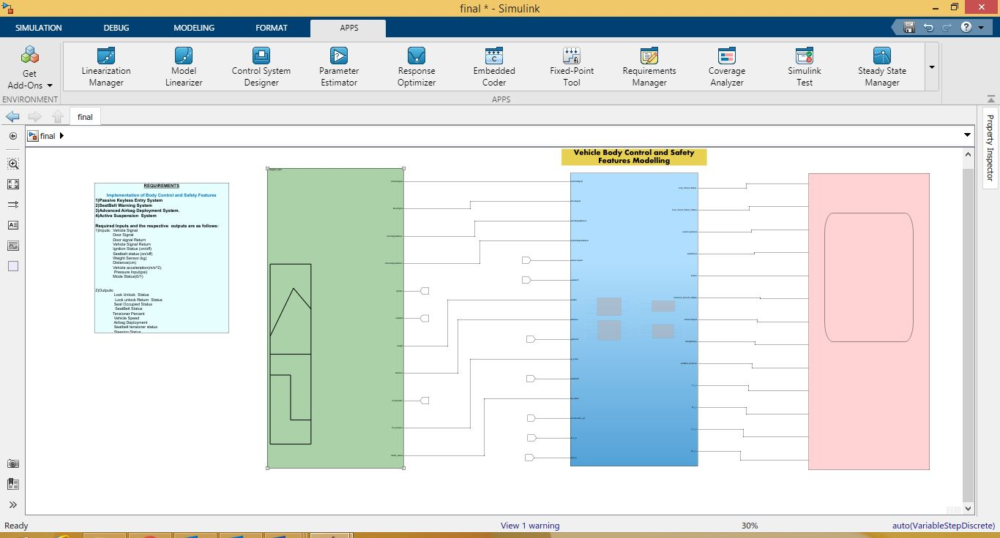 final * - Simulink
SIMULATION
DEBUG
MODELING
FORMAT
APPS
Get
Add-Ons
ENVIRONMENT
Linearization
Manager
Model
Linearizer
Control System
Designer
Parameter
Estimator
Response
Optimizer
Embedded
Coder
Fixed-Point
Tool
Requirements
Manager
Coverage
Analyzer
Simulink
Test
Steady State
Manager
APPS
final
final
Property Inspector
Vehicle Body Control and Safety
Features Modelling
REQUIREMENTS
Implementation of Body Control and Safety Features
1)Passive Keyless Entry System
2)SeatBelt Warning System
3)Advanced Airbag Deployment System.
4)Active Suspension System
Required Inputs and the respective outputs are as follows:
1)Inputs: Vehicle Signal
Door Signal
Door signal Return
Vehicle Signal Return
Ignition Status (on/off)
Seatbelt status (on/off)
Weight Sensor (kg)
Distance(cm)
Vehicle acceleration(m/s^2).
Pressure Input(psi)
Mode Status(0/1)
2)Outputs:
Lock Unlock Status
Lock unlock Return Status
Seat Occupied Status
SeatBelt Status
Tensioner Percent
Vehicle Speed
Airbag Deployment
Seatbelt tensioner status
Steering Status
Ready
View 1 warning
30%
auto(VariableStepDiscrete)